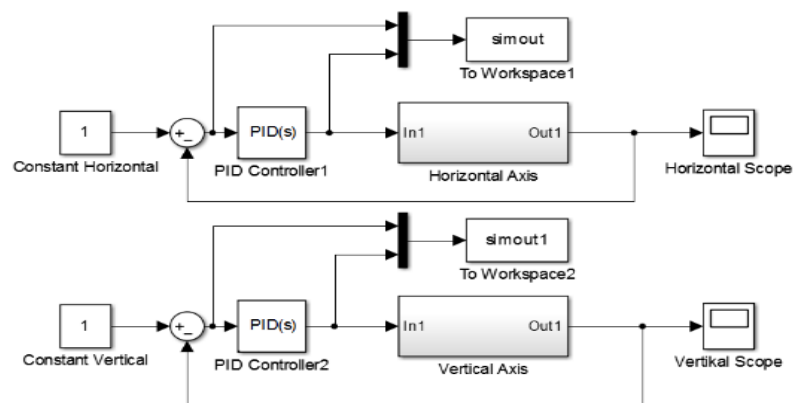 simout
To Workspace1
1
+
_
PID(s)
In1
Out1
Constant Horizontal
PID Controller1
Horizontal Axis
Horizontal Scope
simout1
To Workspace2
1
+
_
PID(s)
In1
Out1
Constant Vertical
PID Controller2
Vertical Axis
Vertikal Scope